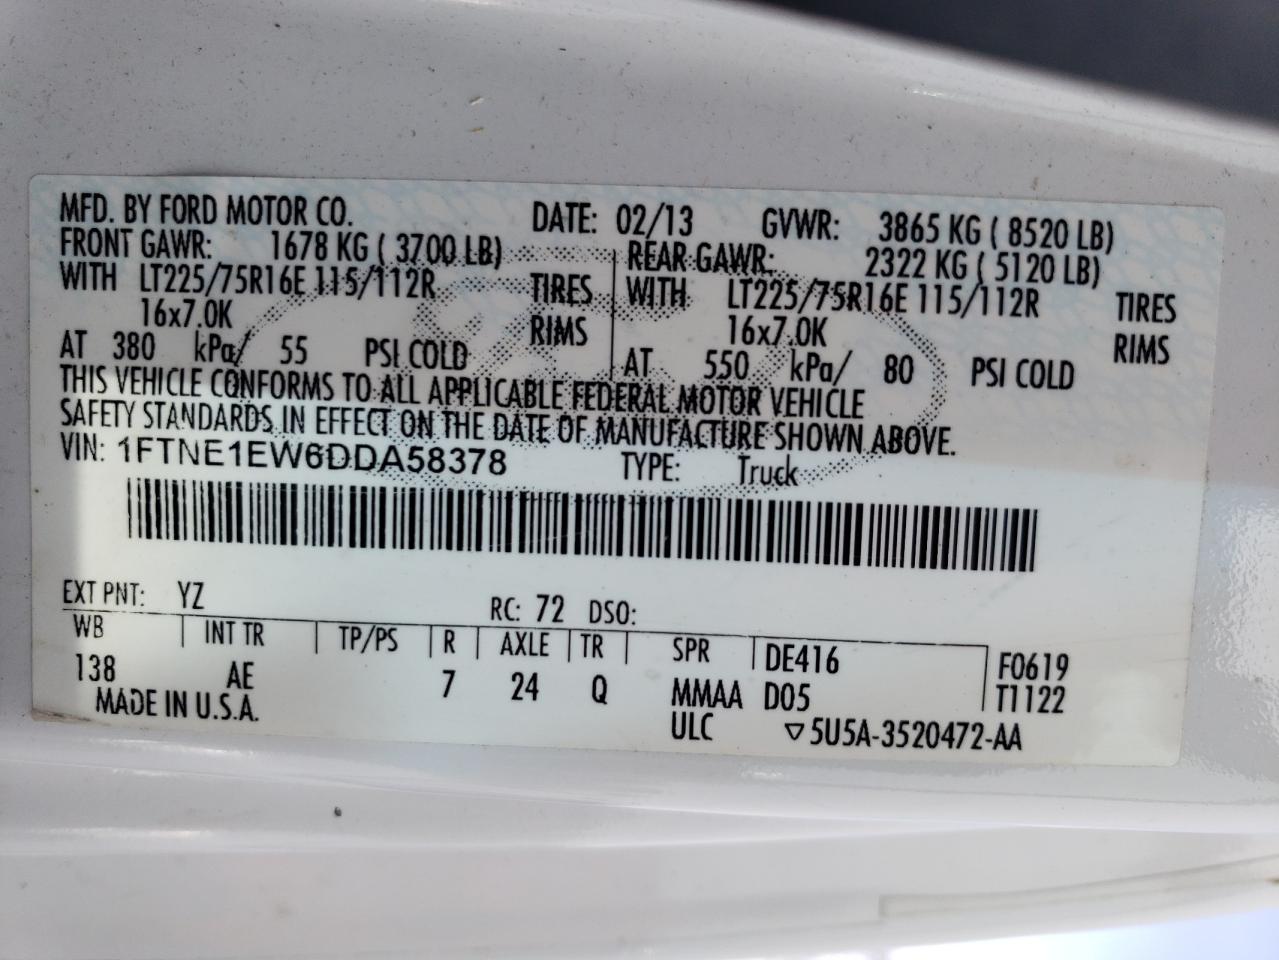 MFD. BY FORD MOTOR CO. DATE: 02/13 GVWR: 3865 KG ( 8520 LB)
FRONT GAWR: 1678 KG ( 3700 LB) REAR GAWR: 2322 KG ( 5120 LB)
WITH LT225/75R16E 115/112R TIRES WITH LT225/75R16E 115/112R TIRES
16x7.0K RIMS 16x7.0K RIMS
AT 380 kPa/ 55 PSI COLD AT 550 kPa/ 80 PSI COLD
THIS VEHICLE CONFORMS TO ALL APPLICABLE FEDERAL MOTOR VEHICLE
SAFETY STANDARDS IN EFFECT ON THE DATE OF MANUFACTURE SHOWN ABOVE.
VIN: 1FTNE1EW6DDA58378 TYPE: Truck
EXT PNT: YZ RC: 72 DSO:
WB INT TR TP/PS R AXLE TR SPR DE416 F0619
138 AE 7 24 Q MMAA D05 T1122
MADE IN U.S.A. ULC ▽5U5A-3520472-AA